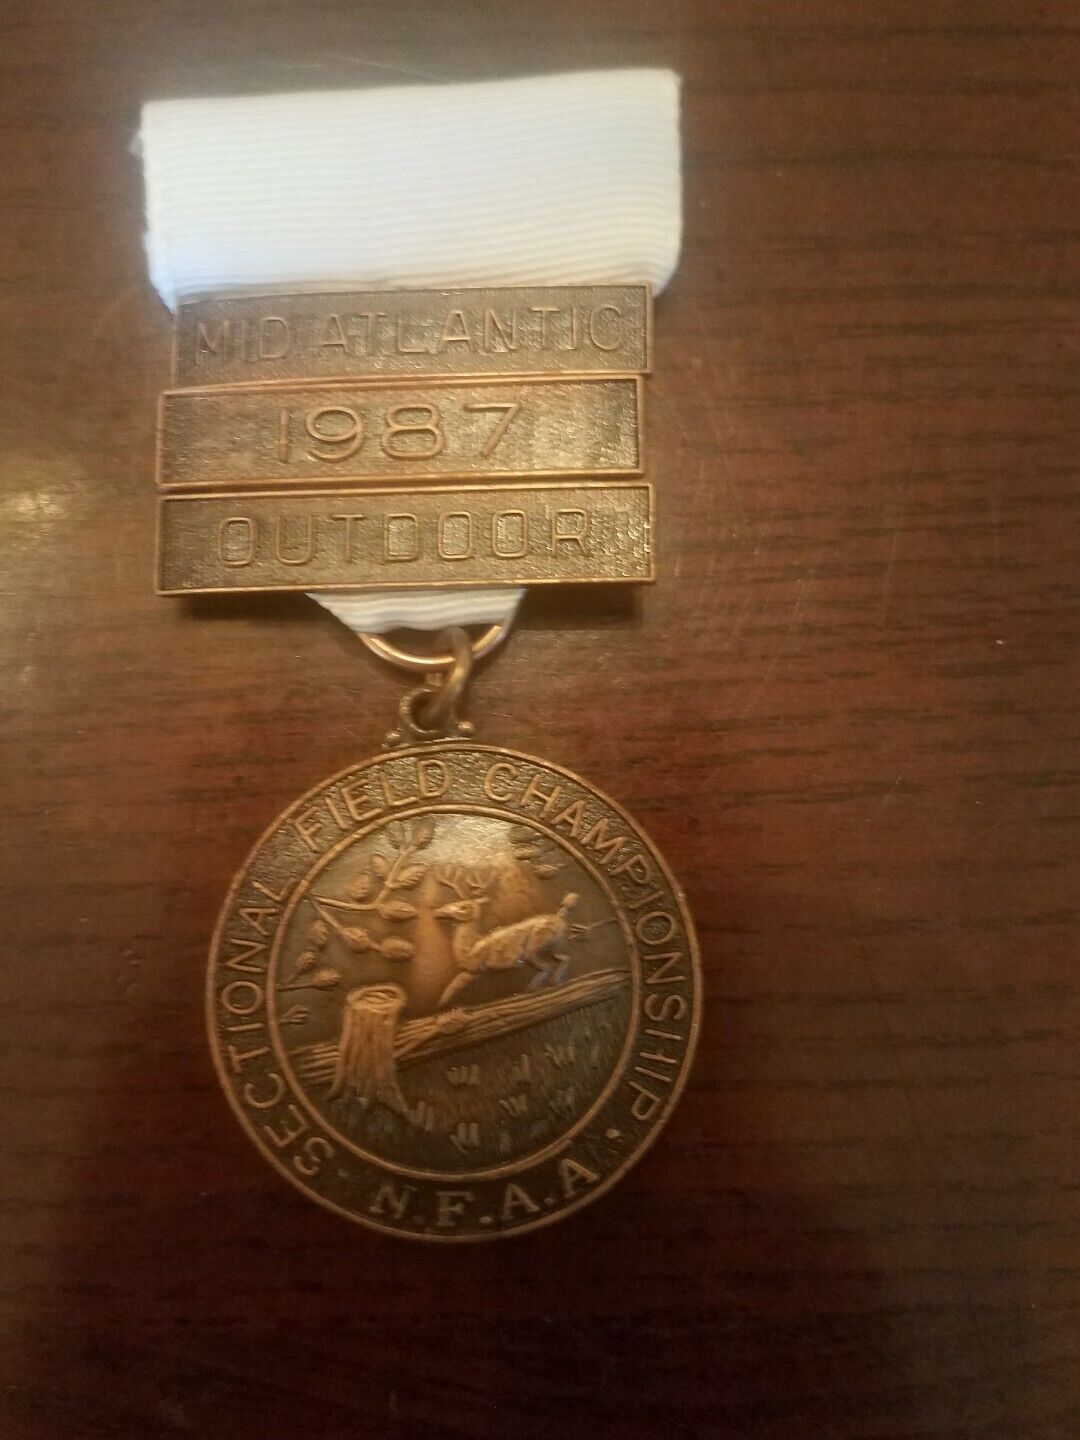 MID ATLANTIC
1987
OUTDOOR
SECTIONAL FIELD CHAMPIONSHIP.
N.F.A.A.